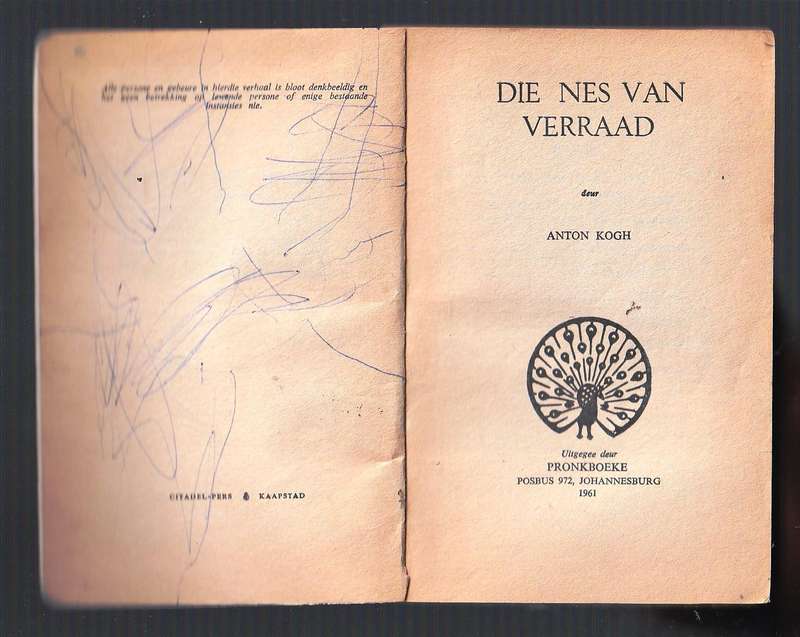 Alle persone en gebeure in hierdie verhaal is bloot denkbeeldig en
het geen betrekking op lewende persone of enige bestaande
instansies nie.
CITADEL-PERS KAAPSTAD
DIE NES VAN
VERRAAD
deur
ANTON KOGH
Uitgegee deur
PRONKBOEKE
POSBUS 972, JOHANNESBURG
1961